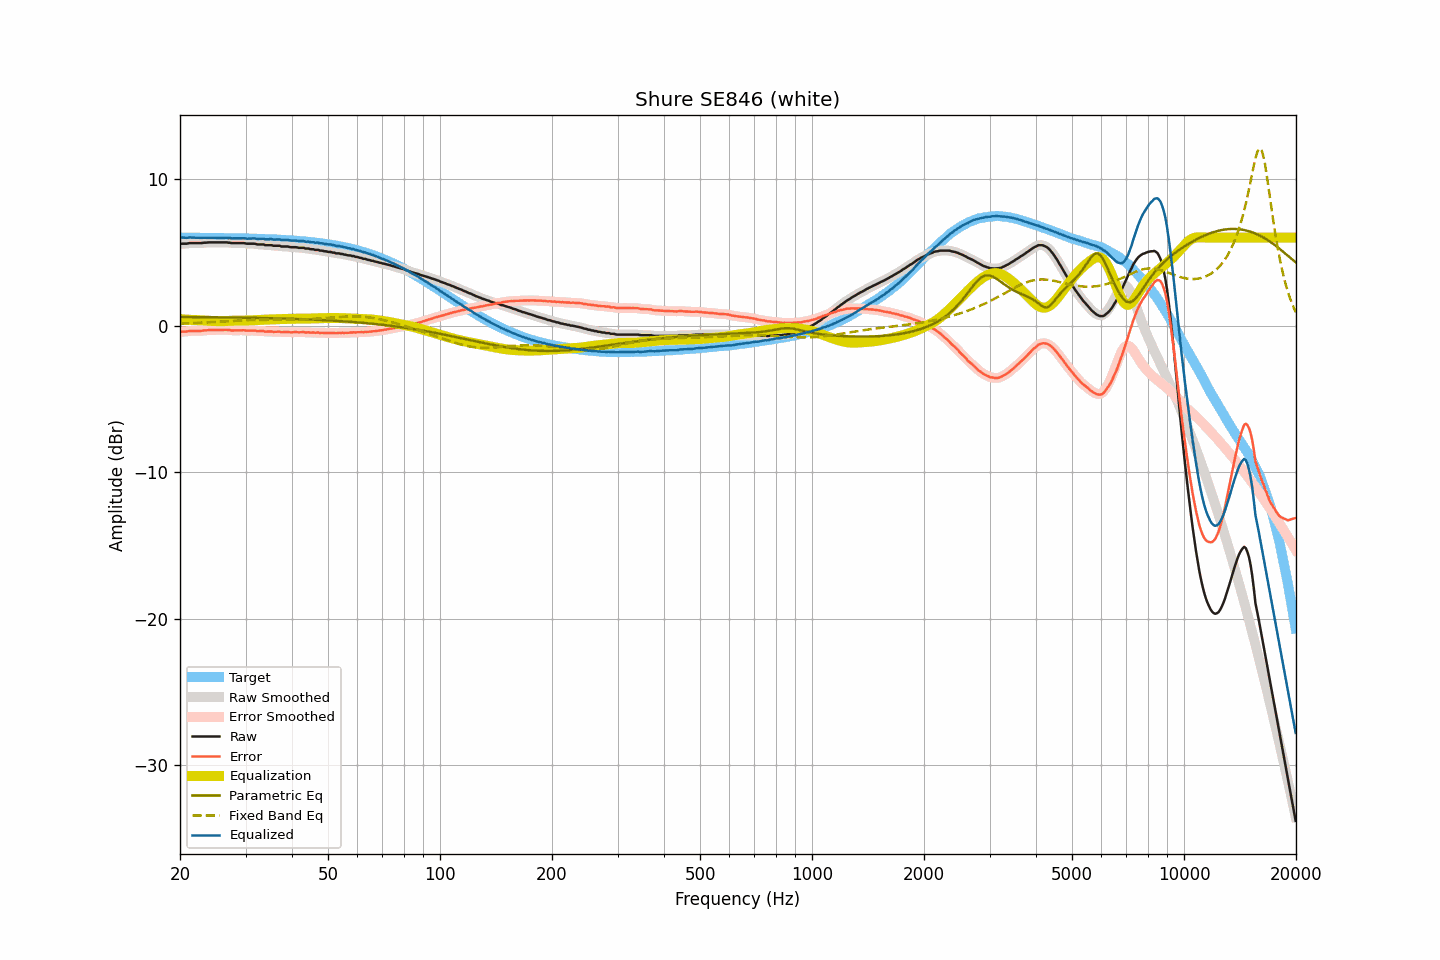 Shure SE846 (white)
Amplitude (dBr)
10
0
−10
−20
−30
Target
Raw Smoothed
Error Smoothed
Raw
Error
Equalization
Parametric Eq
Fixed Band Eq
Equalized
20 50 100 200 500 1000 2000 5000 10000 20000
Frequency (Hz)